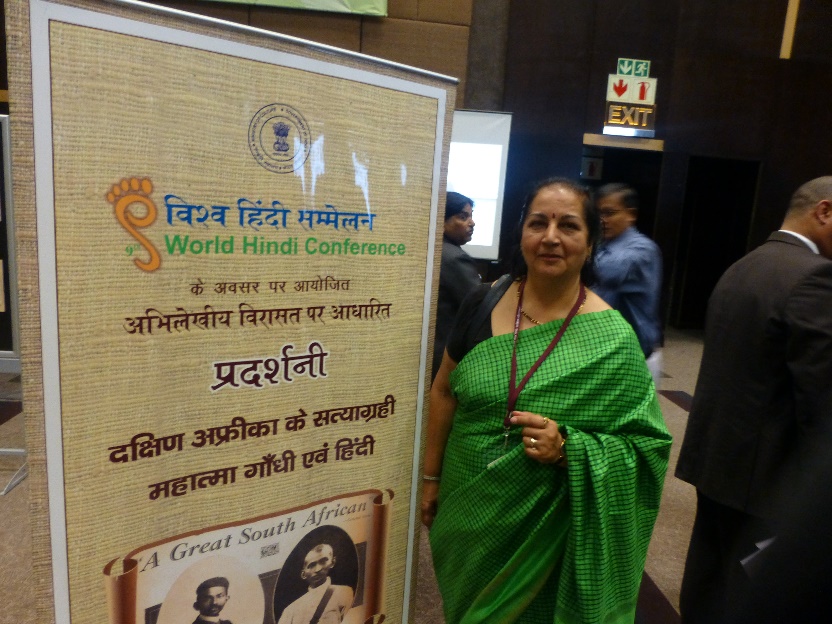 विश्व हिंदी सम्मेलन
9th World Hindi Conference
के अवसर पर आयोजित
अभिलेखीय विरासत पर आधारित
प्रदर्शनी
दक्षिण अफ्रीका के सत्याग्रही
महात्मा गाँधी एवं हिंदी
A Great South African
EXIT